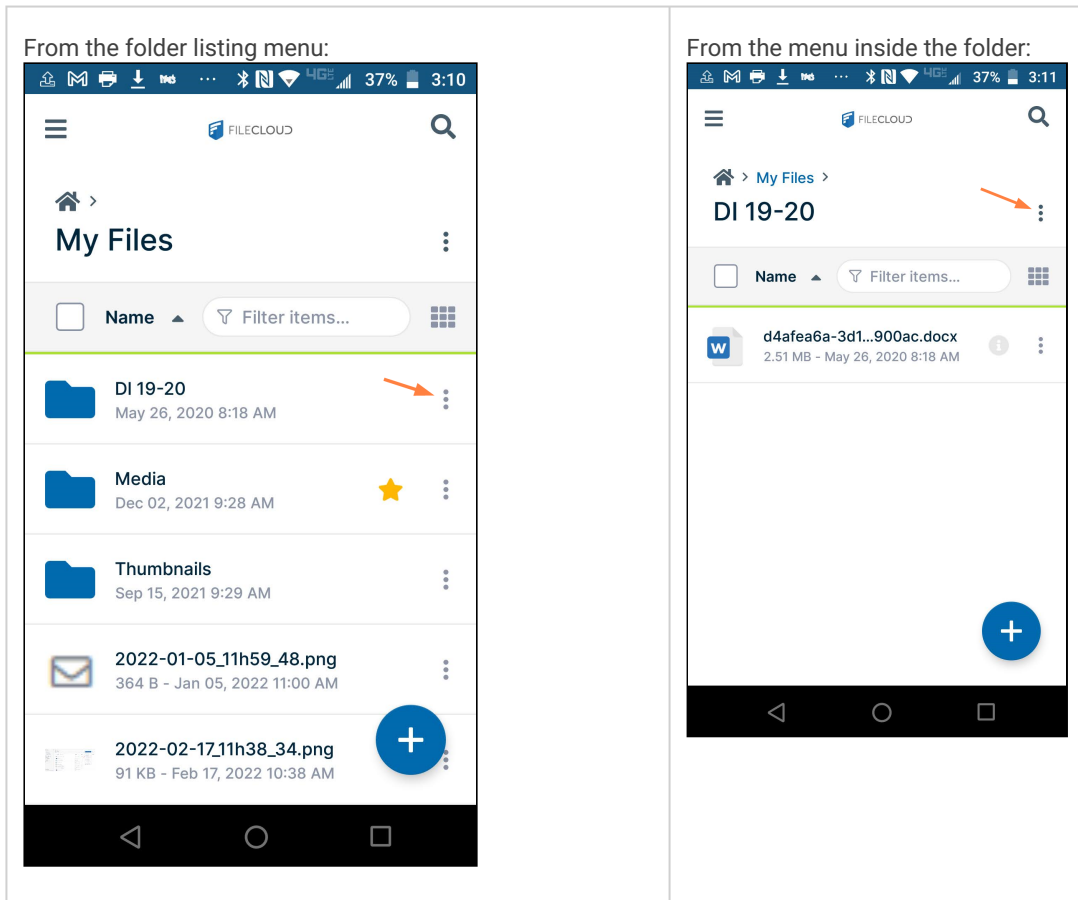 From the folder listing menu:
37% 3:10
FILECLOUD
>
My Files
Name Filter items...
DI 19-20
May 26, 2020 8:18 AM
Media
Dec 02, 2021 9:28 AM
Thumbnails
Sep 15, 2021 9:29 AM
2022-01-05_11h59_48.png
364 B - Jan 05, 2022 11:00 AM
2022-02-17_11h38_34.png
91 KB - Feb 17, 2022 10:38 AM
From the menu inside the folder:
37% 3:11
FILECLOUD
> My Files >
DI 19-20
Name Filter items...
W d4afea6a-3d1...900ac.docx
2.51 MB - May 26, 2020 8:18 AM